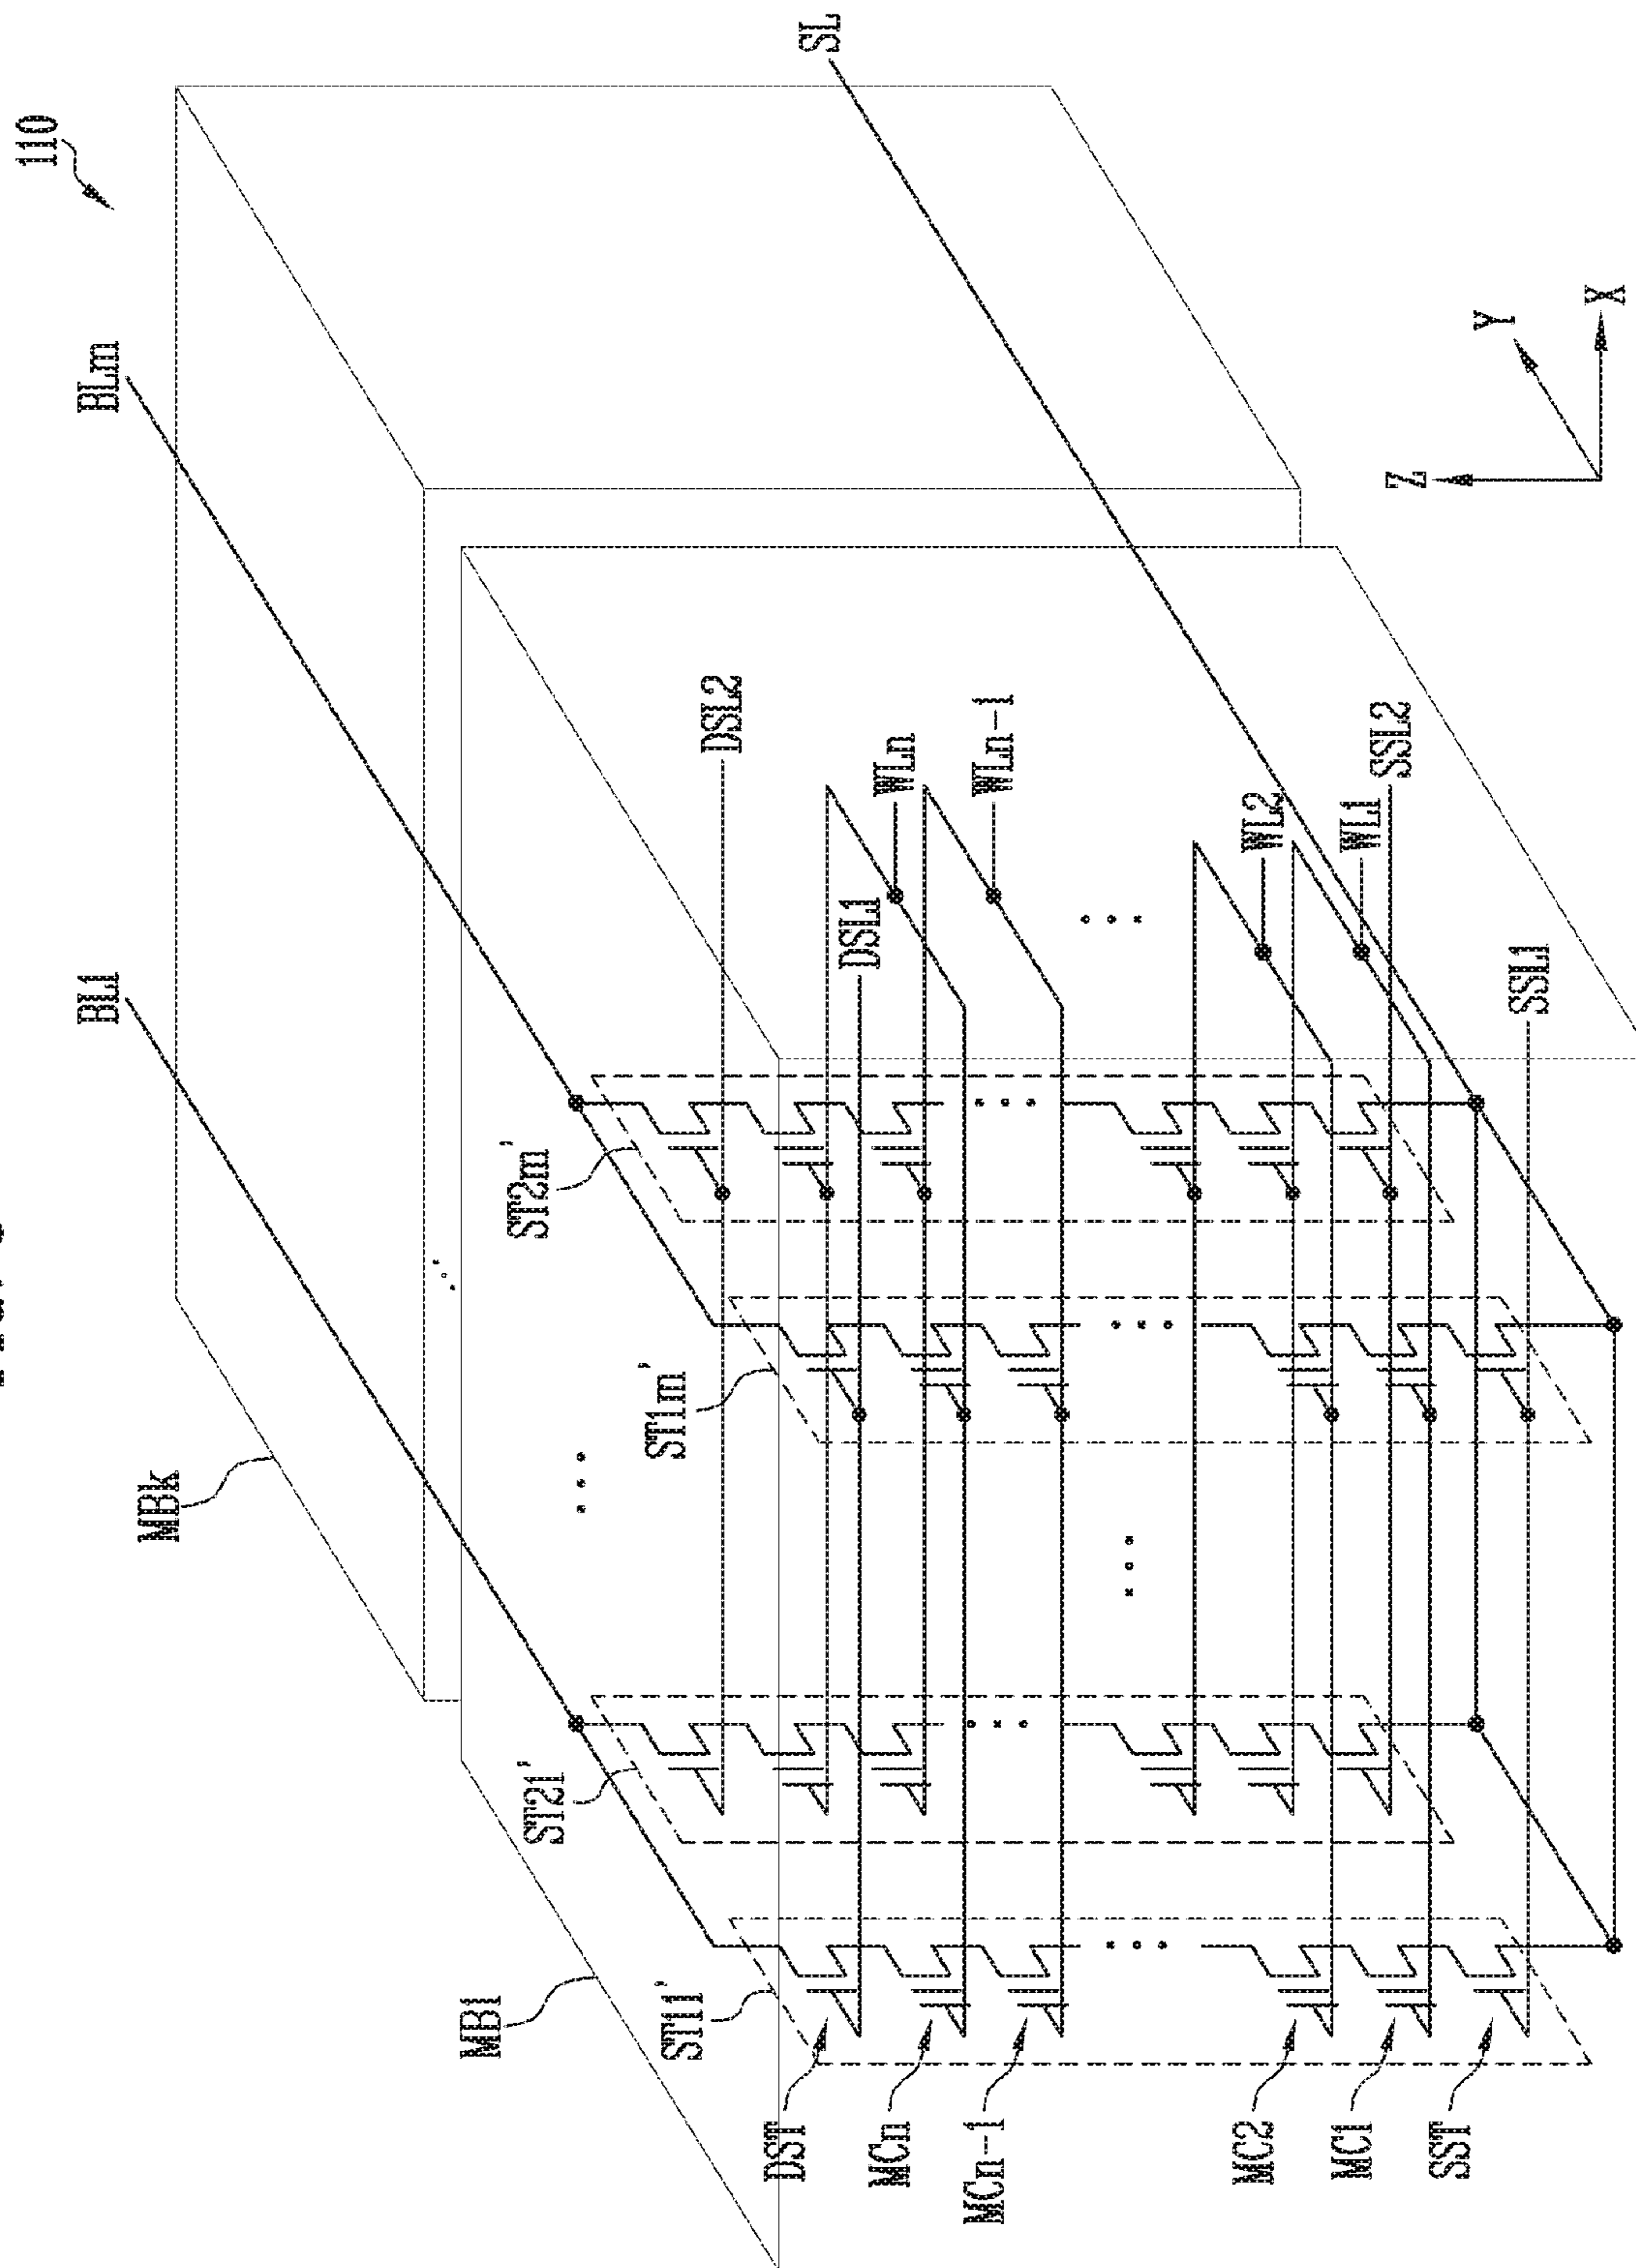 110
BL1
BLm
SL
MBk
MB1
ST11'
ST21'
ST1m'
ST2m'
DSL2
DSL1
WLn
WLn-1
WL2
WL1
SSL2
SSL1
DST
MCn
MCn-1
MC2
MC1
SST
Z
Y
X